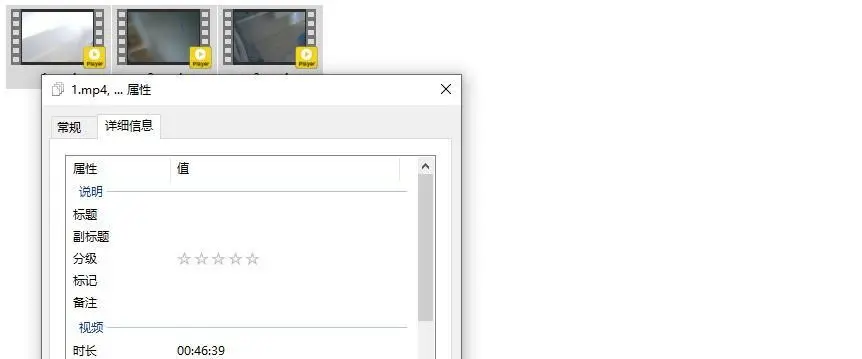 Player Player Player
1.mp4, ... 属性
常规 详细信息
属性 值
说明
标题
副标题
分级 ☆☆☆☆☆
标记
备注
视频
时长 00:46:39